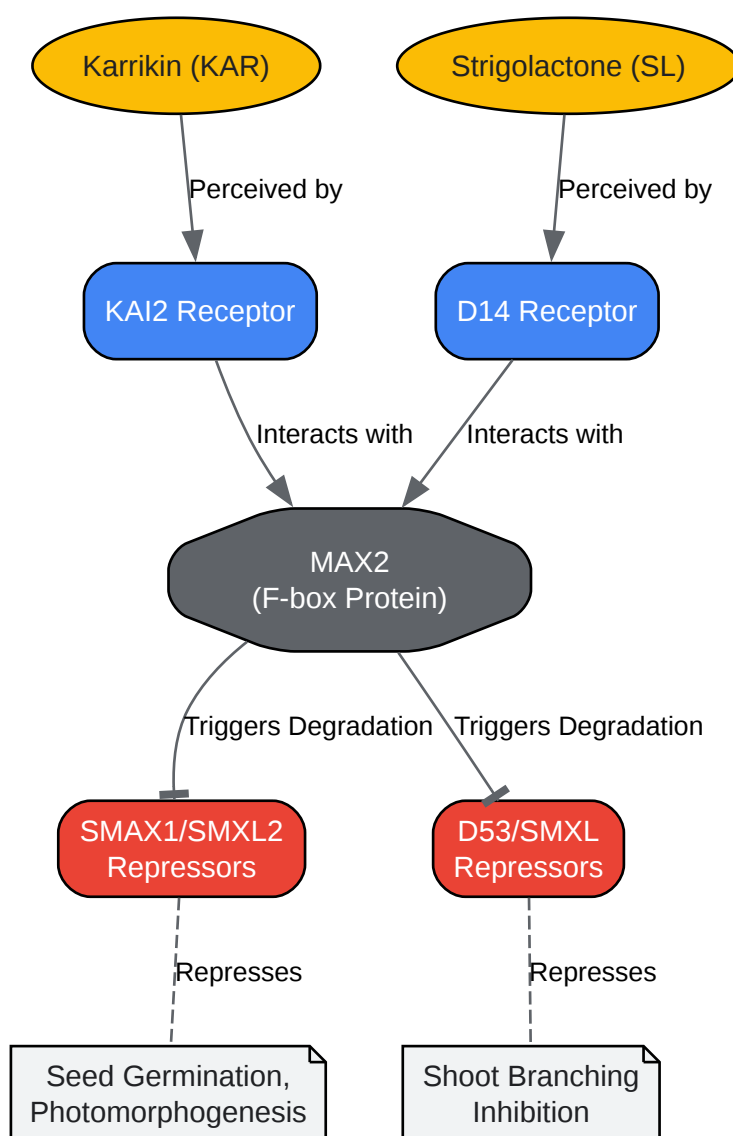 Karrikin (KAR)
Strigolactone (SL)
Perceived by
Perceived by
KAI2 Receptor
D14 Receptor
Interacts with
Interacts with
MAX2
(F-box Protein)
Triggers Degradation
Triggers Degradation
SMAX1/SMXL2
Repressors
D53/SMXL
Repressors
Represses
Represses
Seed Germination,
Photomorphogenesis
Shoot Branching
Inhibition